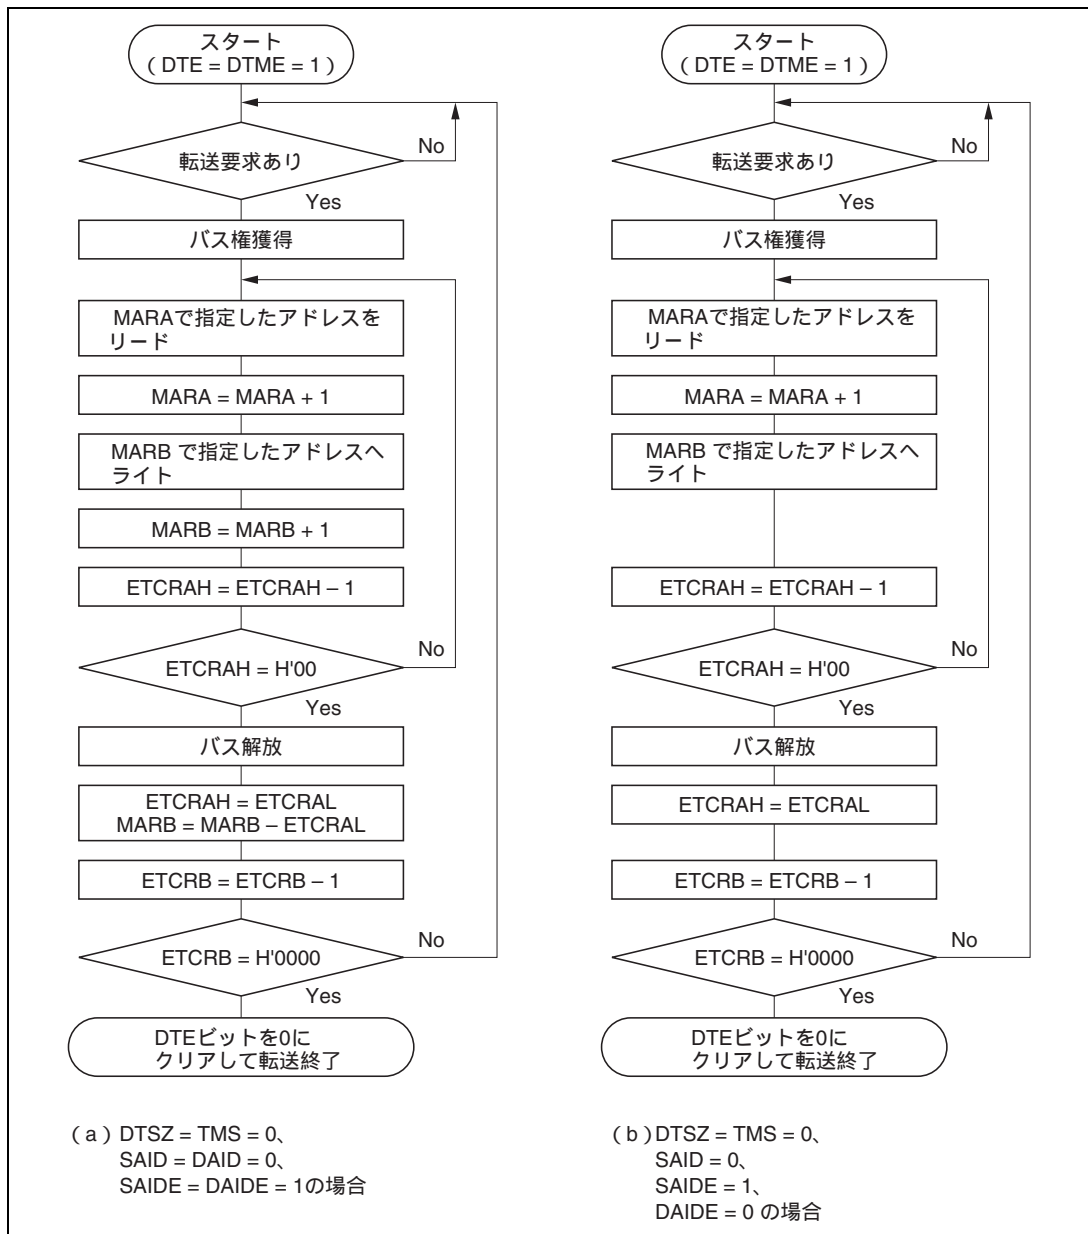 スタート
( DTE = DTME = 1 )
転送要求あり
No
Yes
バス権獲得
MARAで指定したアドレスを
リード
MARA = MARA + 1
MARB で指定したアドレスへ
ライト
MARB = MARB + 1
ETCRAH = ETCRAH – 1
ETCRAH = H'00
No
Yes
バス解放
ETCRAH = ETCRAL
MARB = MARB – ETCRAL
ETCRB = ETCRB – 1
ETCRB = H'0000
No
Yes
DTEビットを0に
クリアして転送終了
( a ) DTSZ = TMS = 0、
SAID = DAID = 0、
SAIDE = DAIDE = 1の場合
スタート
( DTE = DTME = 1 )
転送要求あり
No
Yes
バス権獲得
MARAで指定したアドレスを
リード
MARA = MARA + 1
MARB で指定したアドレスへ
ライト
ETCRAH = ETCRAH – 1
ETCRAH = H'00
No
Yes
バス解放
ETCRAH = ETCRAL
ETCRB = ETCRB – 1
ETCRB = H'0000
No
Yes
DTEビットを0に
クリアして転送終了
( b ) DTSZ = TMS = 0、
SAID = 0、
SAIDE = 1、
DAIDE = 0 の場合